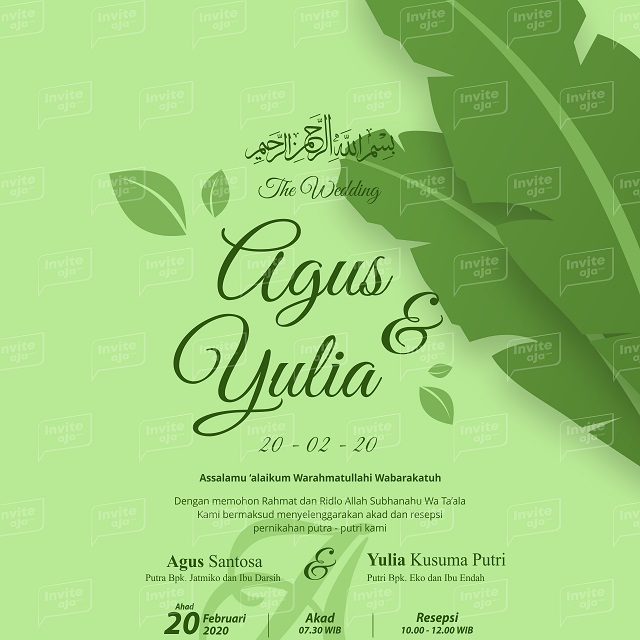 بسم الله الرحمن الرحيم
The Wedding
Agus
&
Yulia
20 - 02 - 20
Assalamu 'alaikum Warahmatullahi Wabarakatuh
Dengan memohon Rahmat dan Ridlo Allah Subhanahu Wa Ta'ala
Kami bermaksud menyelenggarakan akad dan resepsi
pernikahan putra - putri kami
Agus Santosa & Yulia Kusuma Putri
Putra Bpk. Jatmiko dan Ibu Darsih Putri Bpk. Eko dan Ibu Endah
Ahad
20 Februari 2020
Akad
07.30 WIB
Resepsi
10.00 - 12.00 WIB
Invite aja